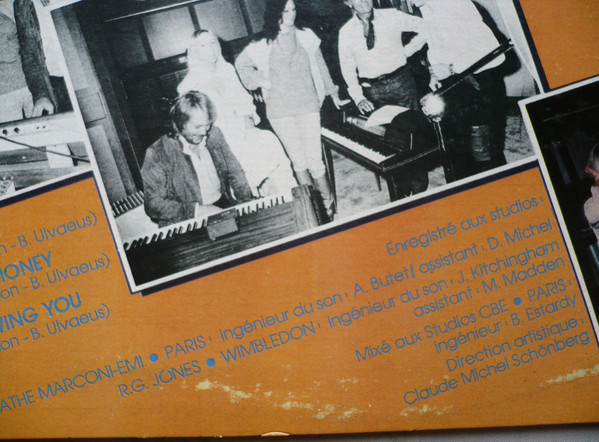 on - B. Ulvaeus)
MONEY
on - B. Ulvaeus)
WING YOU
son - B. Ulvaeus)
Enregistré aux studios :
ATHE MARCONI-EMI • PARIS : ingénieur du son : A. Butet / assistant : D. Michel
R.G. JONES • WIMBLEDON : ingénieur du son : J. Kitchingham
assistant : M. Madden
Mixé aux Studios CBE • PARIS :
ingénieur : B. Estardy
Direction artistique :
Claude Michel Schönberg